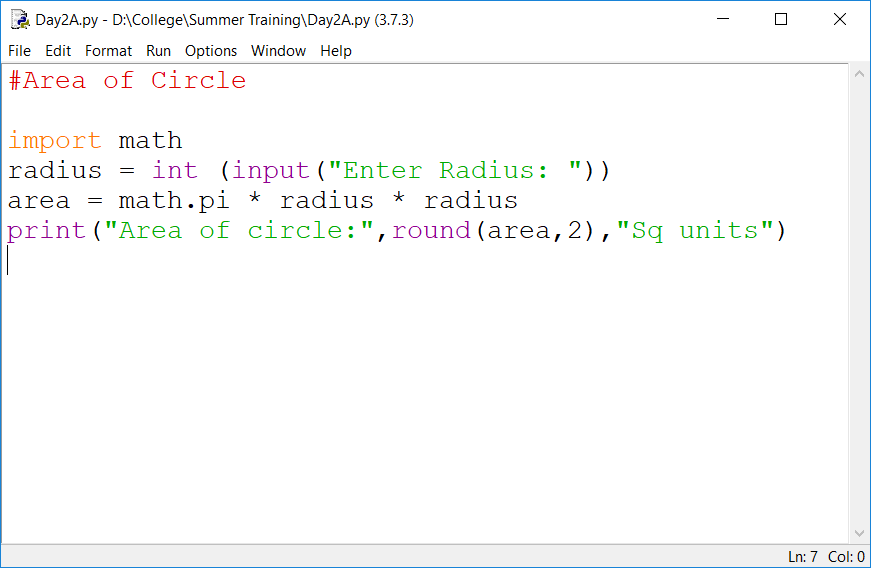 Day2A.py - D:\College\Summer Training\Day2A.py (3.7.3)
File Edit Format Run Options Window Help
#Area of Circle
import math
radius = int (input("Enter Radius: "))
area = math.pi * radius * radius
print("Area of circle:",round(area,2),"Sq units")
Ln: 7 Col: 0